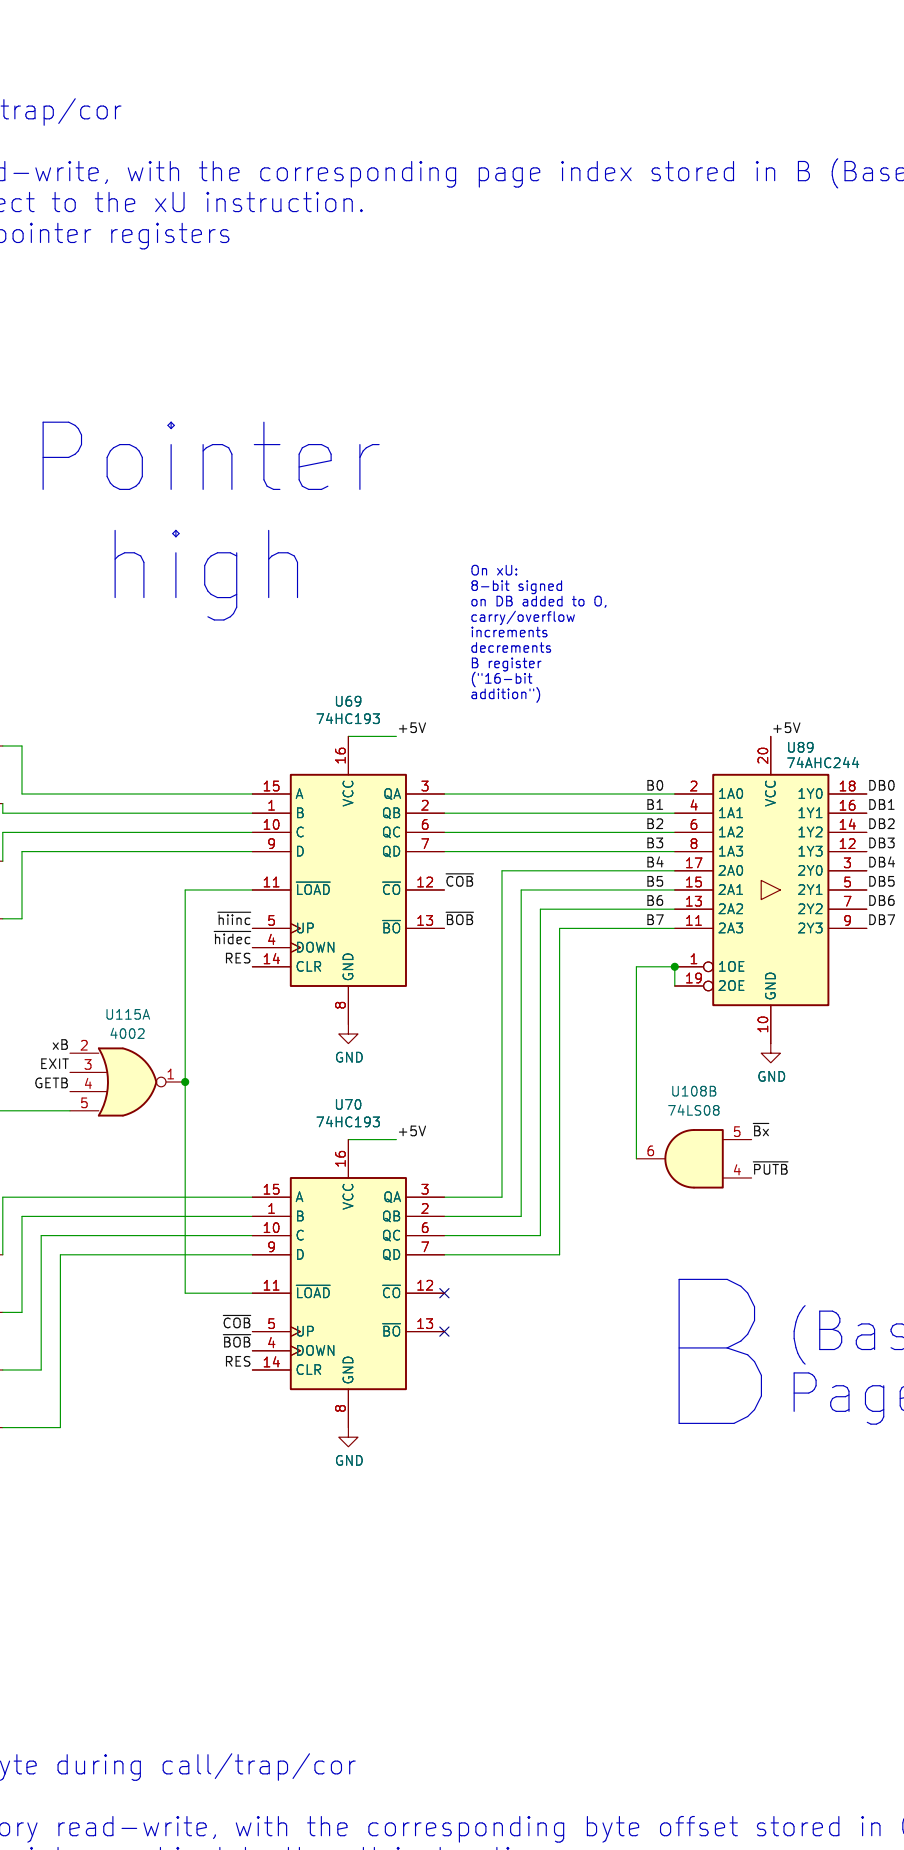 trap/cor
d-write, with the corresponding page index stored in B (Base
ect to the xU instruction.
pointer registers
Pointer
high
On xU:
8-bit signed
on DB added to O,
carry/overflow
increments
decrements
B register
("16-bit
addition")
U69
74HC193
+5V
16
VCC
15 A QA 3
1 B QB 2
10 C QC 6
9 D QD 7
11 LOAD CO 12 COB
hiinc 5 UP BO 13 BOB
hidec 4 DOWN
RES 14 CLR
GND
8
GND
+5V
U89
74AHC244
20
VCC
B0 2 1A0 1Y0 18 DB0
B1 4 1A1 1Y1 16 DB1
B2 6 1A2 1Y2 14 DB2
B3 8 1A3 1Y3 12 DB3
B4 17 2A0 2Y0 3 DB4
B5 15 2A1 2Y1 5 DB5
B6 13 2A2 2Y2 7 DB6
B7 11 2A3 2Y3 9 DB7
1 1OE
19 2OE
GND
10
GND
U115A
4002
xB 2
EXIT 3
GETB 4
5
1
U108B
74LS08
5 Bx
6
4 PUTB
U70
74HC193
+5V
16
VCC
15 A QA 3
1 B QB 2
10 C QC 6
9 D QD 7
11 LOAD CO 12
COB 5 UP BO 13
BOB 4 DOWN
RES 14 CLR
GND
8
GND
B (Bas
Page
yte during call/trap/cor
ory read-write, with the corresponding byte offset stored in